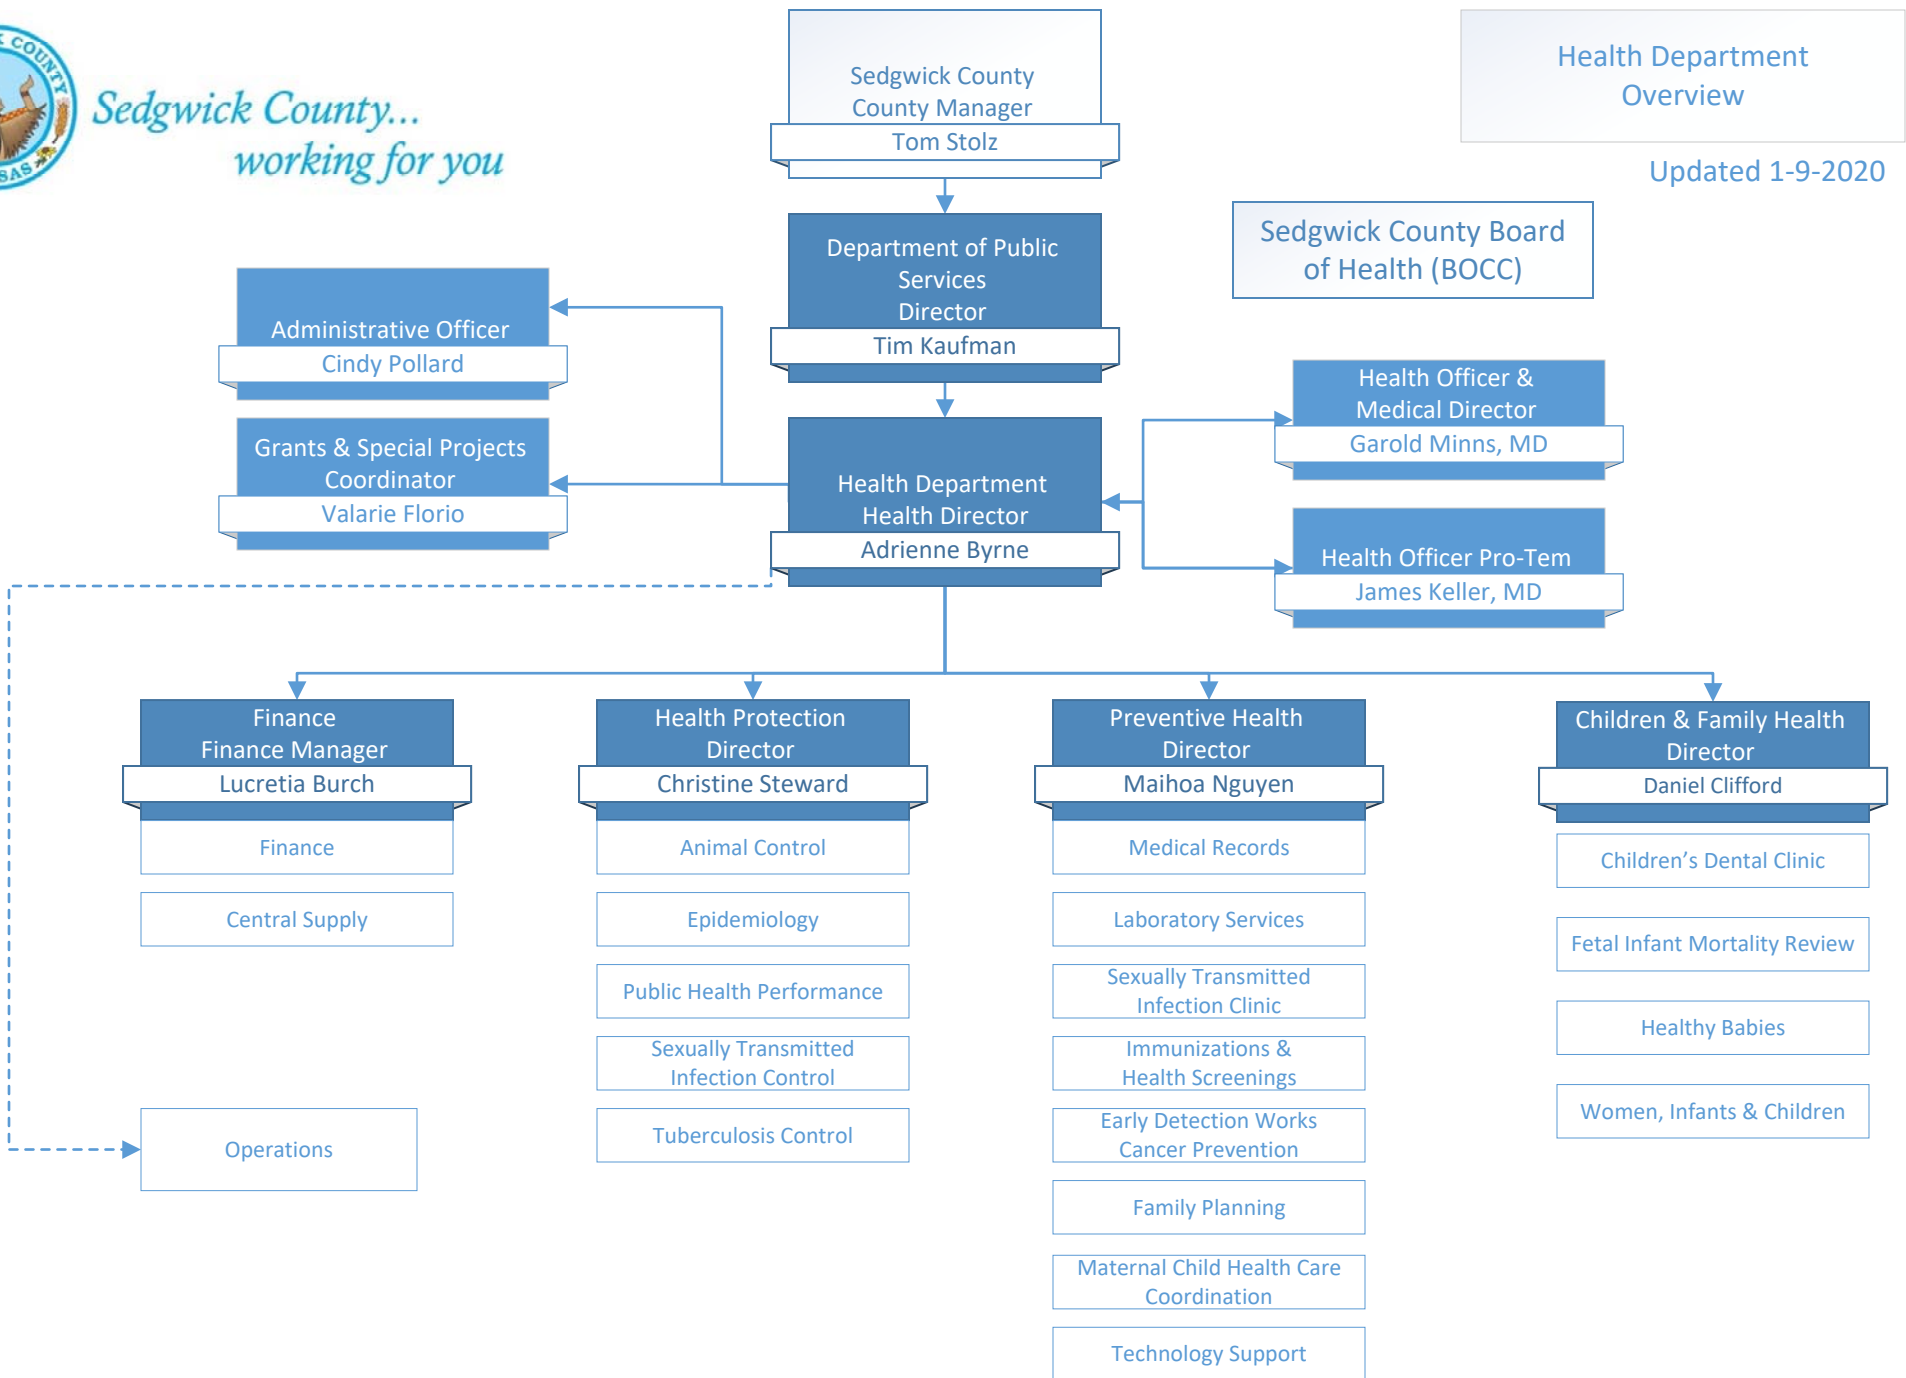 K COUNTY
SAS
Sedgwick County...
working for you
Sedgwick County
County Manager
Tom Stolz
Health Department
Overview
Updated 1-9-2020
Sedgwick County Board
of Health (BOCC)
Department of Public
Services
Director
Tim Kaufman
Administrative Officer
Cindy Pollard
Grants & Special Projects
Coordinator
Valarie Florio
Health Department
Health Director
Adrienne Byrne
Health Officer &
Medical Director
Garold Minns, MD
Health Officer Pro-Tem
James Keller, MD
Finance
Finance Manager
Lucretia Burch
Finance
Central Supply
Operations
Health Protection
Director
Christine Steward
Animal Control
Epidemiology
Public Health Performance
Sexually Transmitted
Infection Control
Tuberculosis Control
Preventive Health
Director
Maihoa Nguyen
Medical Records
Laboratory Services
Sexually Transmitted
Infection Clinic
Immunizations &
Health Screenings
Early Detection Works
Cancer Prevention
Family Planning
Maternal Child Health Care
Coordination
Technology Support
Children & Family Health
Director
Daniel Clifford
Children’s Dental Clinic
Fetal Infant Mortality Review
Healthy Babies
Women, Infants & Children